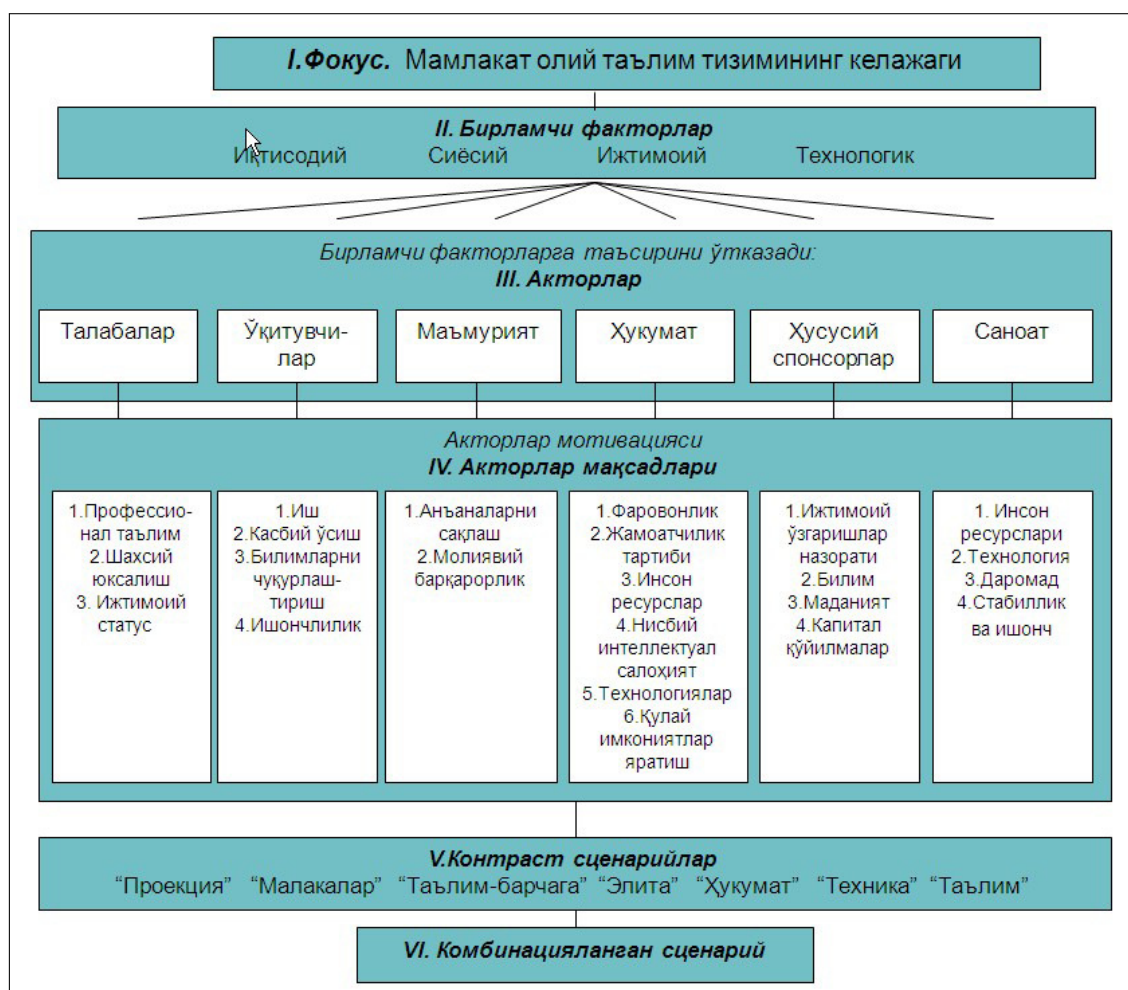 I.Фокус. Мамлакат олий таълим тизимининг келажаги
II. Бирламчи факторлар
Иқтисодий Сиёсий Ижтимоий Технологик
Бирламчи факторларга таъсирини ўтказади:
III. Акторлар
Талабалар
Ўқитувчи-
лар
Маъмурият
Ҳукумат
Ҳусусий
спонсорлар
Саноат
Акторлар мотивацияси
IV. Акторлар мақсадлари
1.Профессио-
нал таълим
2.Шахсий
юксалиш
3. Ижтимоий
статус
1.Иш
2.Касбий ўсиш
3.Билимларни
чуқурлаш-
тириш
4.Ишончлилик
1.Анъаналарни
сақлаш
2.Молиявий
барқарорлик
1.Фаровонлик
2.Жамоатчилик
тартиби
3.Инсон
ресурслар
4.Нисбий
интеллектуал
салоҳият
5.Технологиялар
6.Қулай
имкониятлар
яратиш
1.Ижтимоий
ўзгаришлар
назорати
2.Билим
3.Маданият
4.Капитал
қўйилмалар
1. Инсон
ресурслари
2.Технология
3.Даромад
4.Стабиллик
ва ишонч
V.Контраст сценарийлар
“Проекция” “Малакалар” “Таълим-барчага” “Элита” “Ҳукумат” “Техника” “Таълим”
VI. Комбинацияланган сценарий